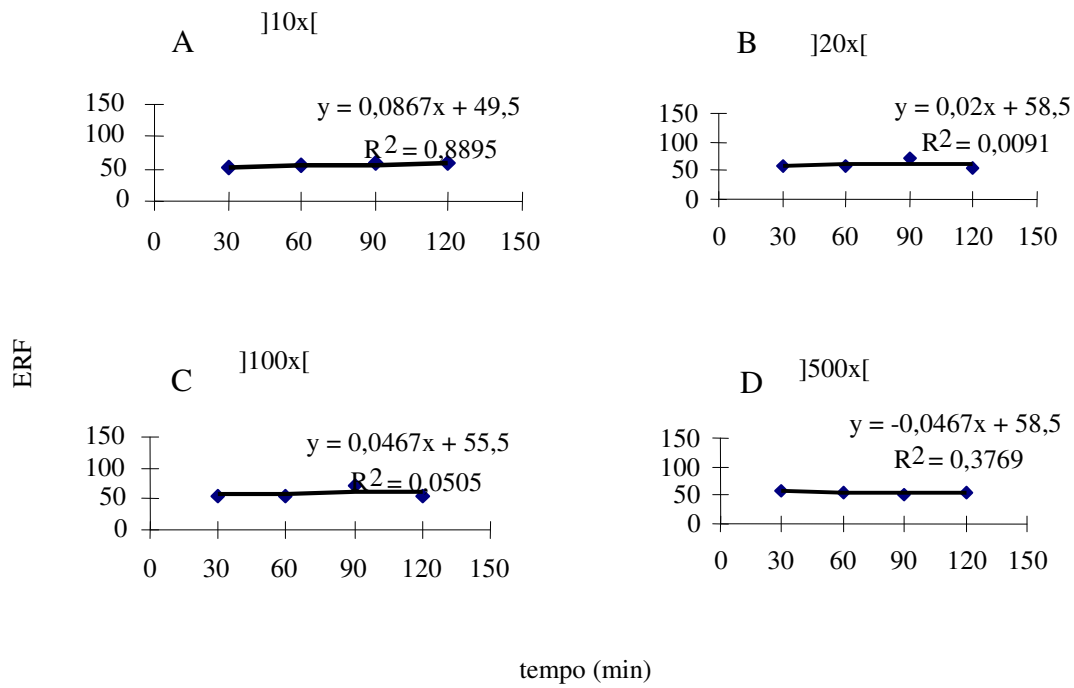 A ]10x[
y = 0,0867x + 49,5
R2 = 0,8895
150
100
50
0
0 30 60 90 120 150
B ]20x[
y = 0,02x + 58,5
R2 = 0,0091
150
100
50
0
0 30 60 90 120 150
ERF
C ]100x[
y = 0,0467x + 55,5
R2 = 0,0505
150
100
50
0
0 30 60 90 120 150
D ]500x[
y = -0,0467x + 58,5
R2 = 0,3769
150
100
50
0
0 30 60 90 120 150
tempo (min)